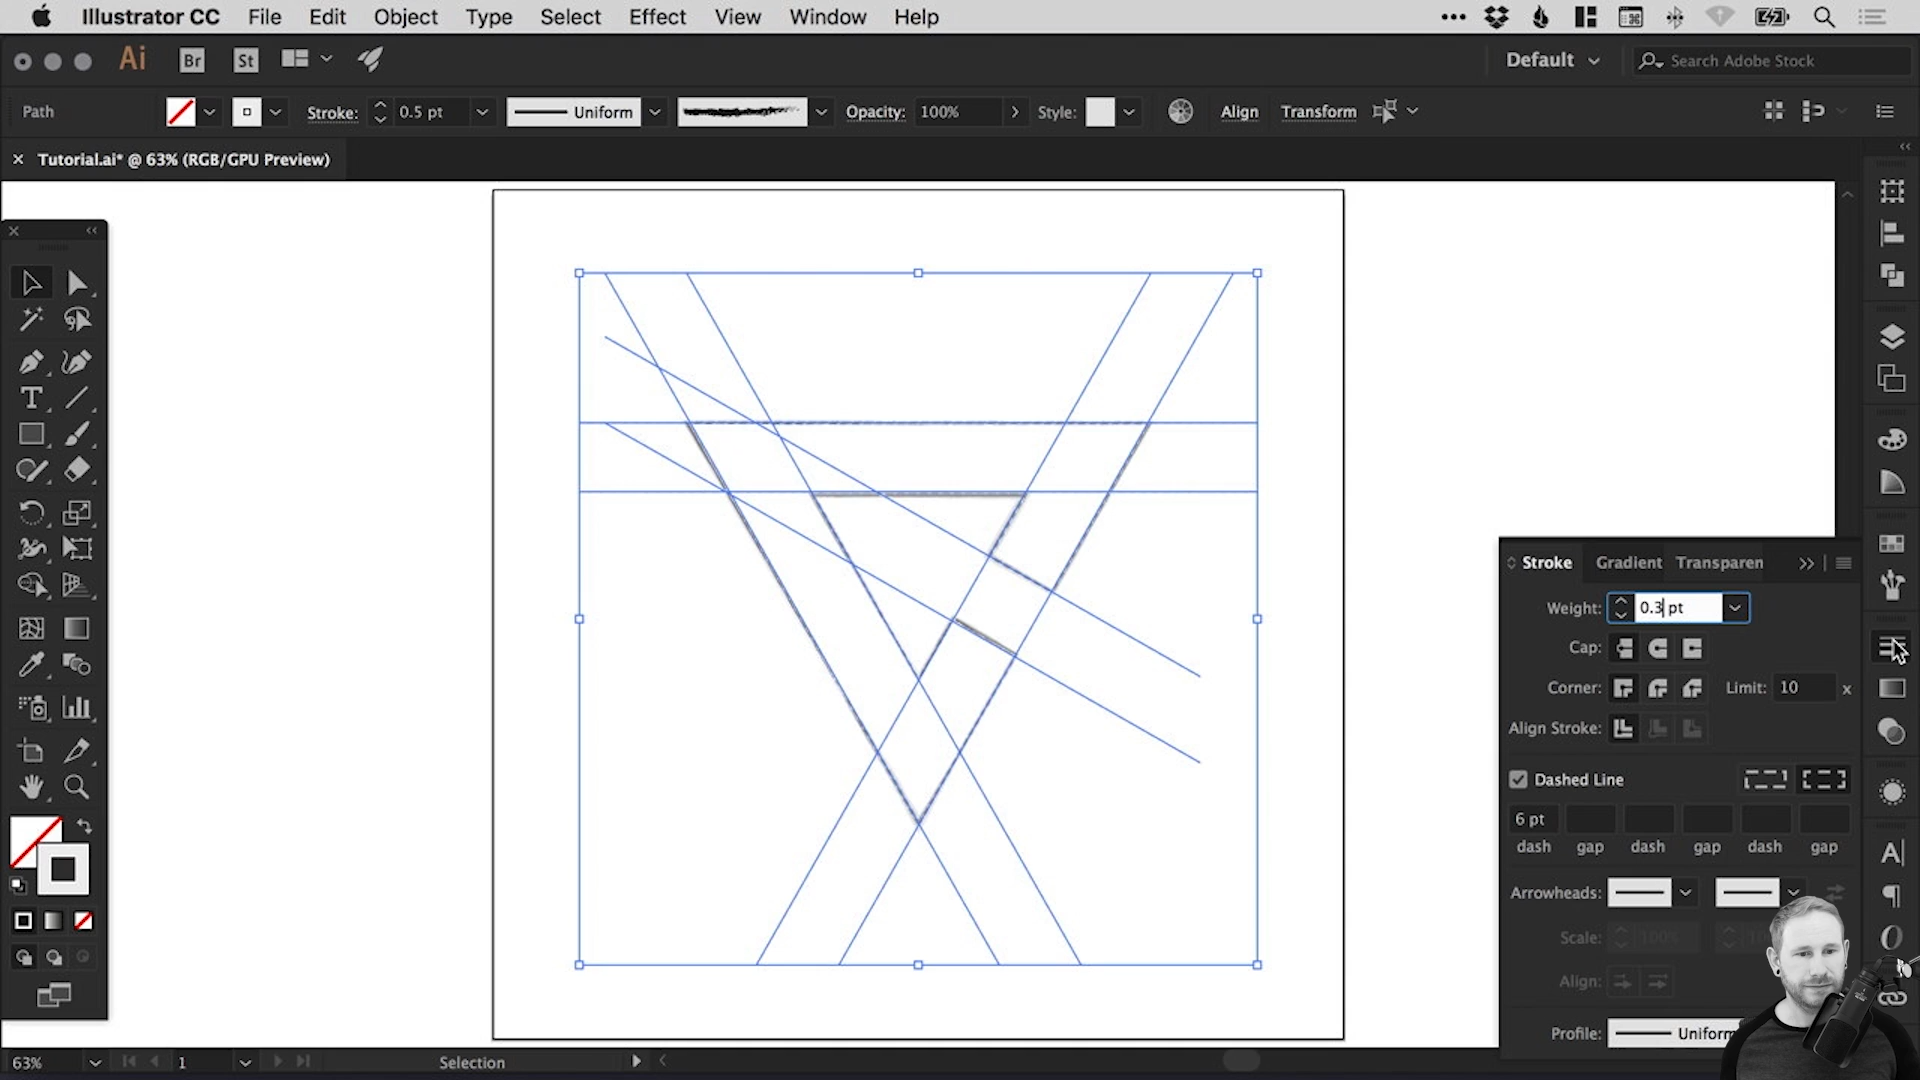 Illustrator CC File Edit Object Type Select Effect View Window Help
Ai Br St Default Search Adobe Stock
Path Stroke: 0.5 pt Uniform Opacity: 100% Style: Align Transform
× Tutorial.ai* @ 63% (RGB/GPU Preview)
Stroke Gradient Transparen
Weight: 0.3 pt
Cap:
Corner: Limit: 10 x
Align Stroke:
Dashed Line
6 pt
dash gap dash gap dash gap
Arrowheads:
Scale: 100%
Align:
Profile: Uniform
63% 1 Selection